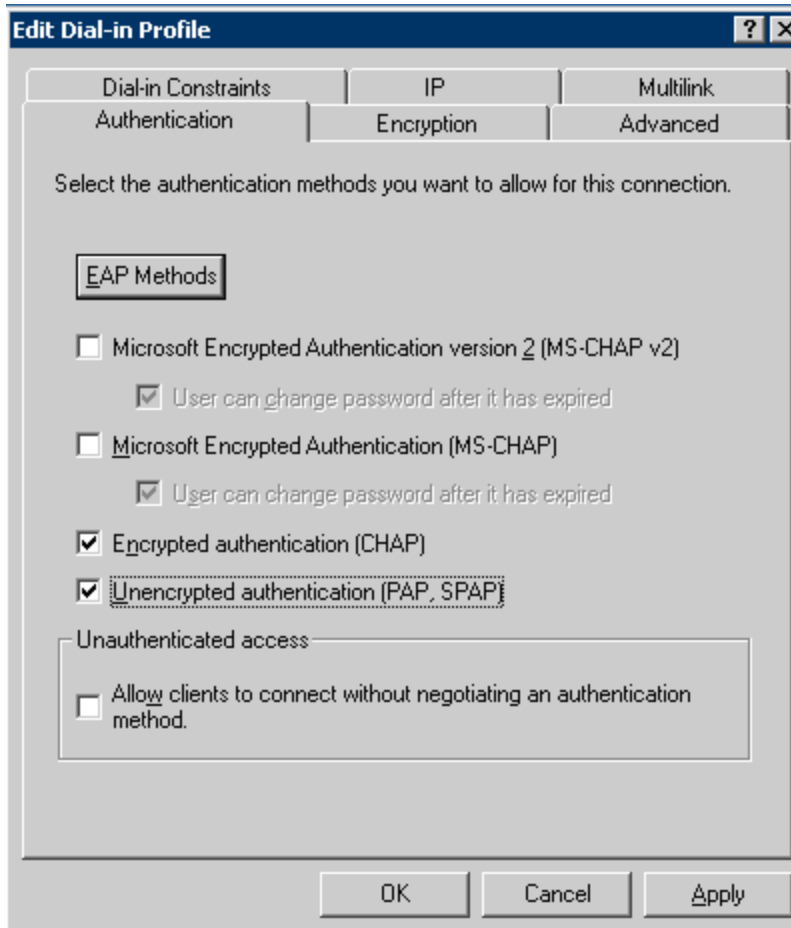 Edit Dial-in Profile
Dial-in Constraints IP Multilink
Authentication Encryption Advanced
Select the authentication methods you want to allow for this connection.
EAP Methods
Microsoft Encrypted Authentication version 2 (MS-CHAP v2)
User can change password after it has expired
Microsoft Encrypted Authentication (MS-CHAP)
User can change password after it has expired
Encrypted authentication (CHAP)
Unencrypted authentication (PAP, SPAP)
Unauthenticated access
Allow clients to connect without negotiating an authentication
method.
OK Cancel Apply